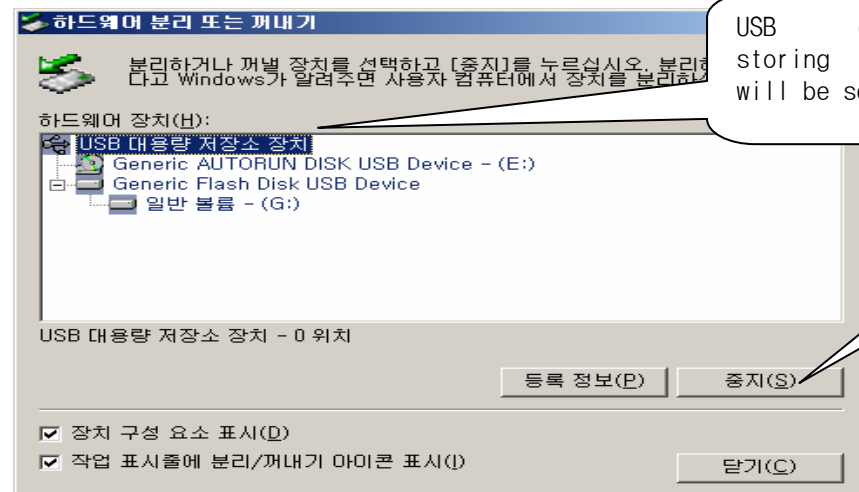 하드웨어 분리 또는 꺼내기
분리하거나 꺼낼 장치를 선택하고 [중지]를 누르십시오. 분리
다고 Windows가 알려주면 사용자 컴퓨터에서 장치를 분리하
하드웨어 장치(H):
USB 대용량 저장소 장치
Generic AUTORUN DISK USB Device - (E:)
Generic Flash Disk USB Device
일반 볼륨 - (G:)
USB 대용량 저장소 장치 - 0 위치
등록 정보(P)
중지(S)
장치 구성 요소 표시(D)
작업 표시줄에 분리/꺼내기 아이콘 표시(I)
닫기(C)
USB
storing
will be